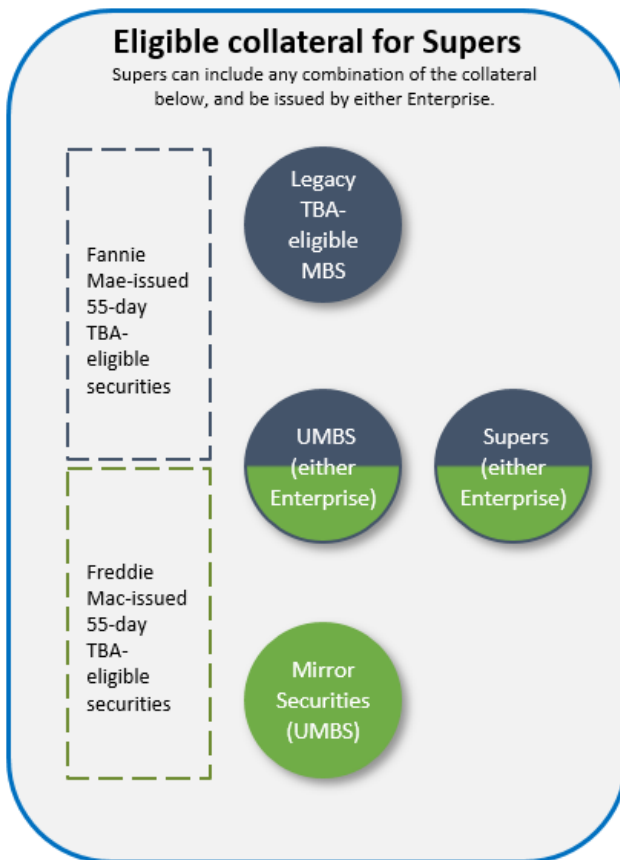 Eligible collateral for Supers
Supers can include any combination of the collateral
below, and be issued by either Enterprise.
Fannie
Mae-issued
55-day
TBA-
eligible
securities
Legacy
TBA-
eligible
MBS
UMBS
(either
Enterprise)
Supers
(either
Enterprise)
Freddie
Mac-issued
55-day
TBA-
eligible
securities
Mirror
Securities
(UMBS)